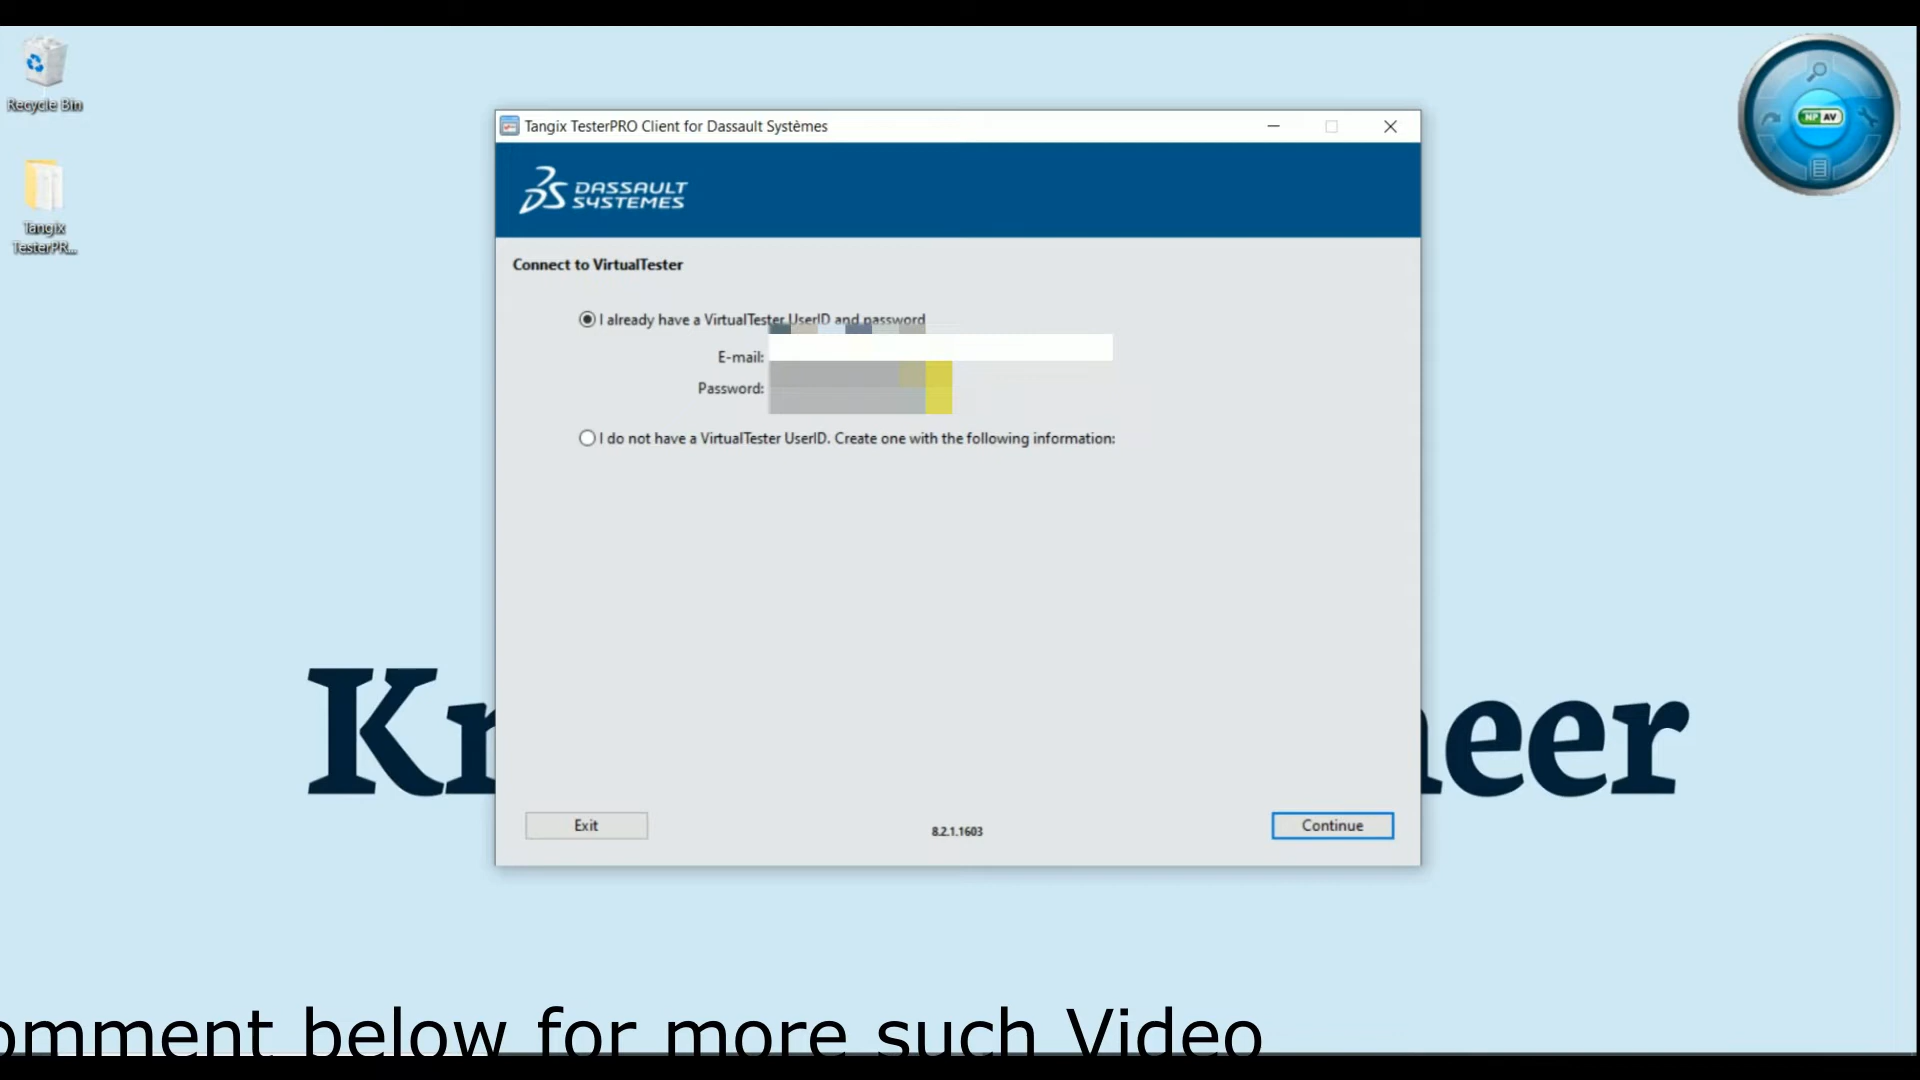 Recycle Bin
Tangix
TesterPR...
Tangix TesterPRO Client for Dassault Systèmes
DASSAULT
SYSTEMES
NP AV
Connect to VirtualTester
I already have a VirtualTester UserID and password
E-mail:
Password:
I do not have a VirtualTester UserID. Create one with the following information:
eer
Exit
8.2.1.1603
Continue
omment below for more such Video